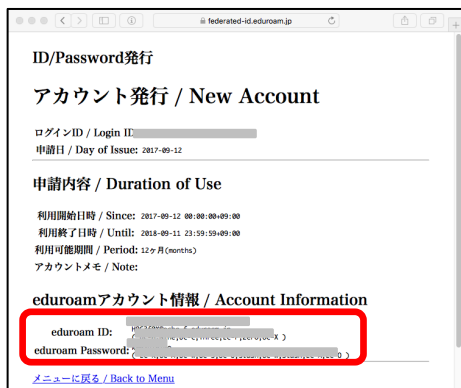 federated-id.eduroam.jp
ID/Password発行
アカウント発行 / New Account
ログインID / Login ID
申請日 / Day of Issue: 2017-09-12
申請内容 / Duration of Use
利用開始日時 / Since: 2017-09-12 00:00:00+09:00
利用終了日時 / Until: 2018-09-11 23:59:59+09:00
利用可能期間 / Period: 12ヶ月(months)
アカウントメモ / Note:
eduroamアカウント情報 / Account Information
eduroam ID:
eduroam Password:
メニューに戻る / Back to Menu